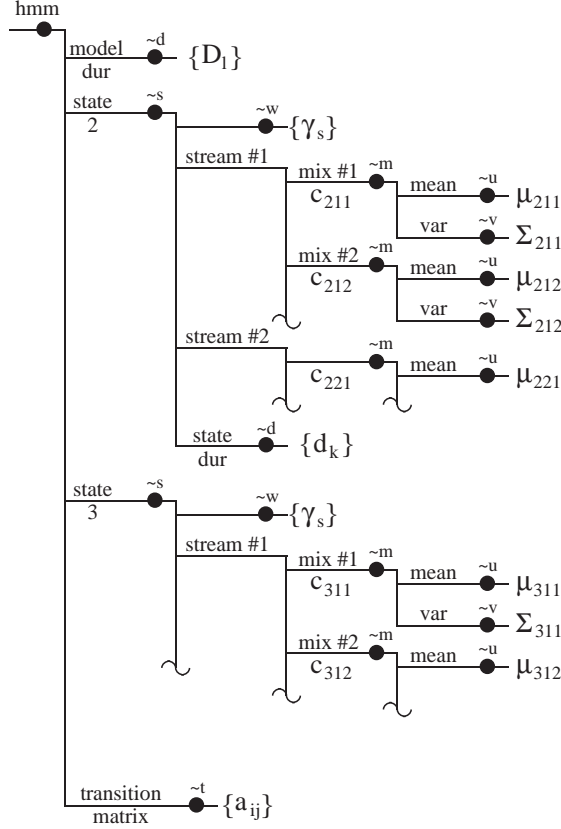 hmm
model ~d {D_l}
dur
state ~s
2
~w {γ_s}
stream #1
mix #1 ~m
c_211
mean ~u μ_211
var ~v Σ_211
mix #2 ~m
c_212
mean ~u μ_212
var ~v Σ_212
stream #2
~m
c_221
mean ~u μ_221
state ~d {d_k}
dur
state ~s
3
~w {γ_s}
stream #1
mix #1 ~m
c_311
mean ~u μ_311
var ~v Σ_311
mix #2 ~m
c_312
mean ~u μ_312
transition ~t {a_ij}
matrix